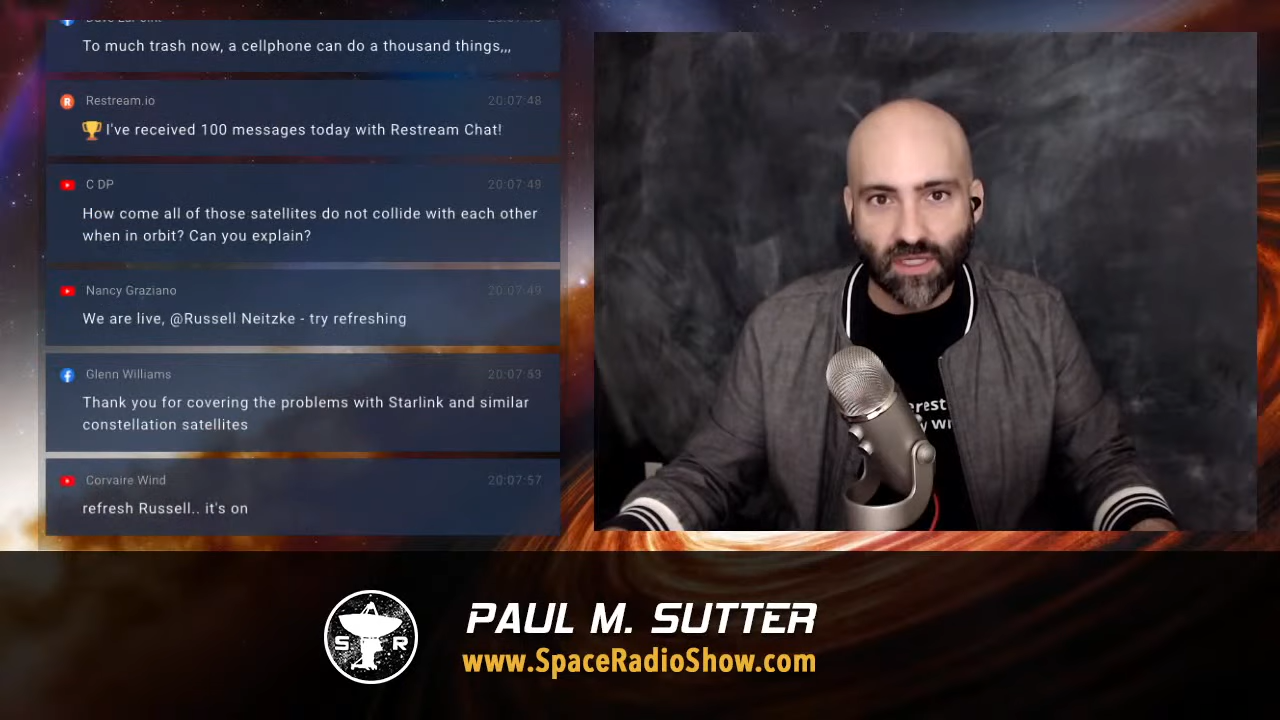 To much trash now, a cellphone can do a thousand things,,,
Restream.io 20:07:48
🏆 I've received 100 messages today with Restream Chat!
C DP 20:07:49
How come all of those satellites do not collide with each other
when in orbit? Can you explain?
Nancy Graziano 20:07:49
We are live, @Russell Neitzke - try refreshing
Glenn Williams 20:07:53
Thank you for covering the problems with Starlink and similar
constellation satellites
Corvaire Wind 20:07:57
refresh Russell.. it's on
S R
PAUL M. SUTTER
www.SpaceRadioShow.com